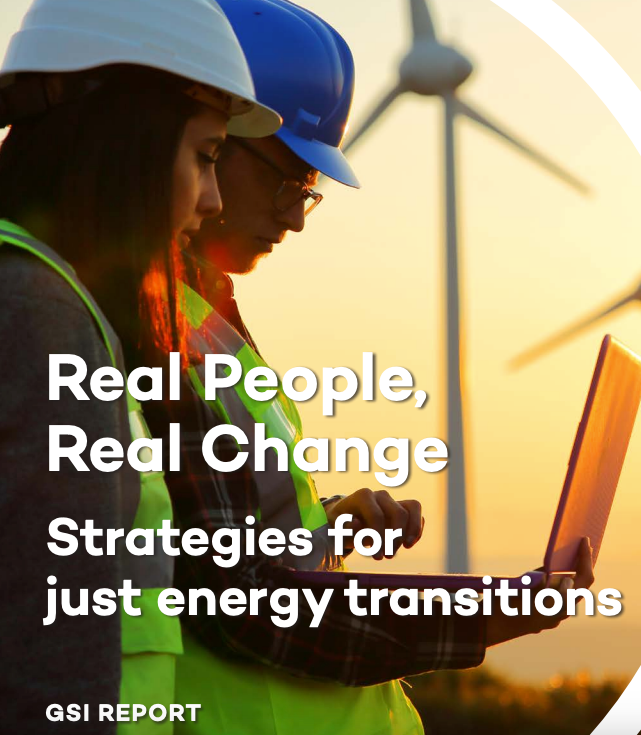 Real People,
Real Change
Strategies for
just energy transitions
GSI REPORT